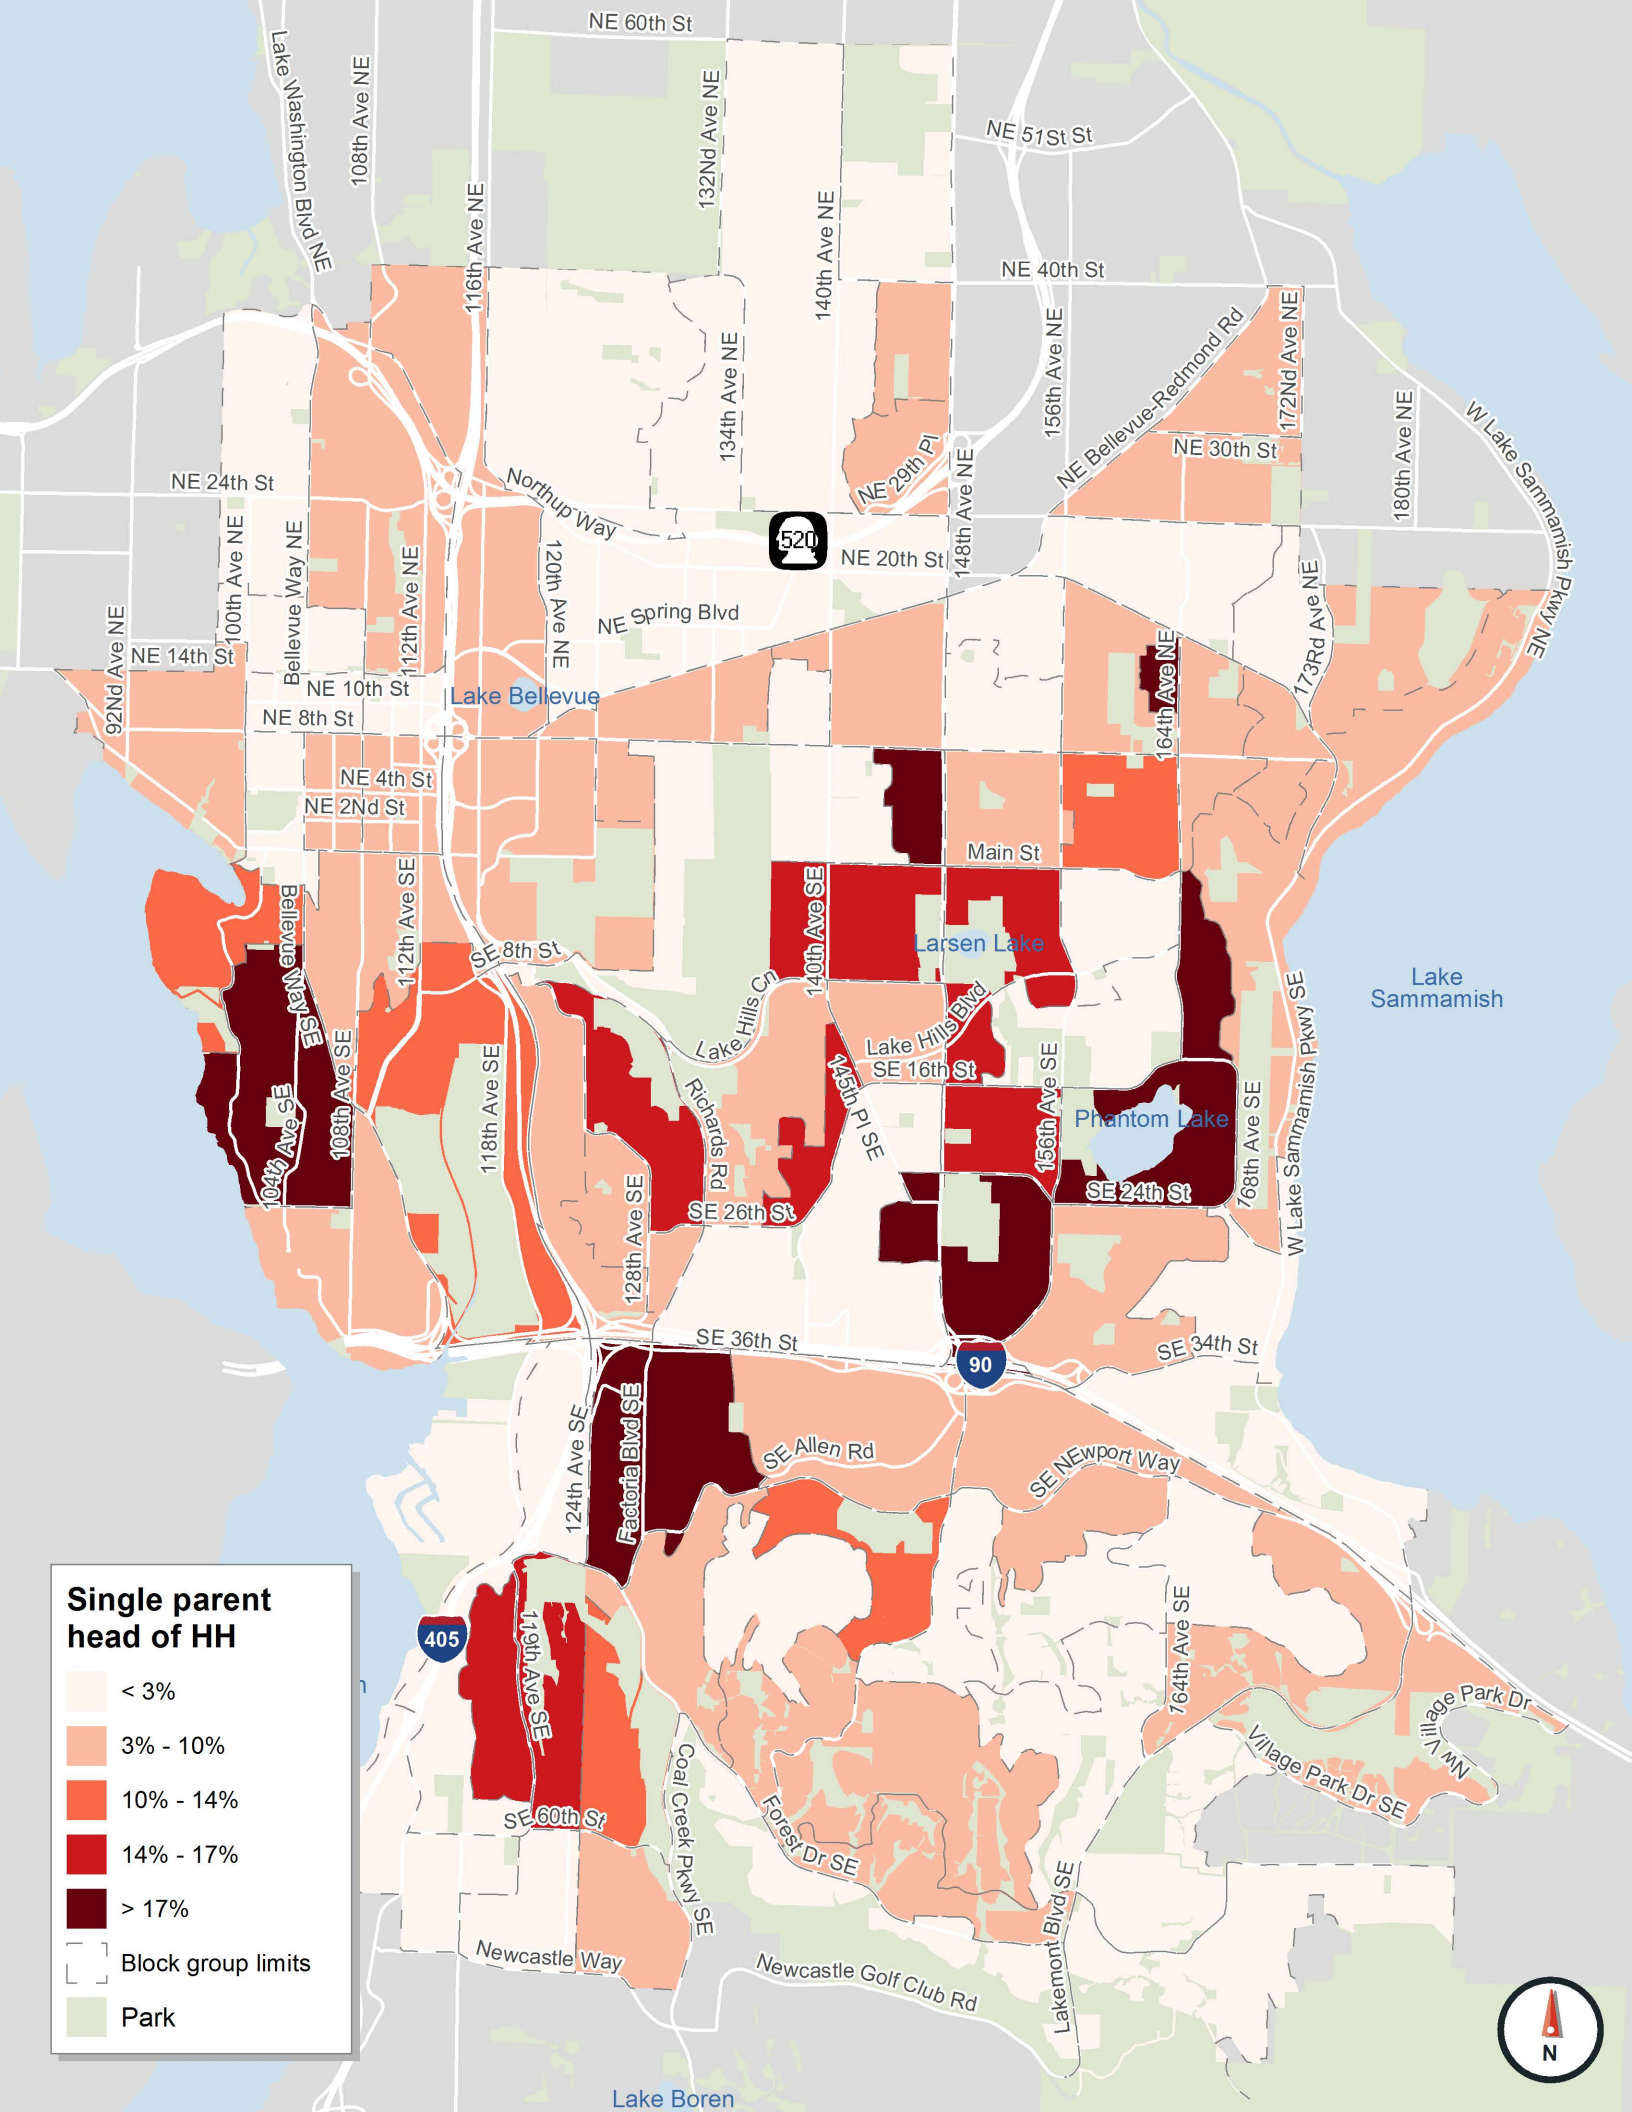 NE 60th St
Lake Washington Blvd NE
108th Ave NE
132Nd Ave NE
NE 51St St
116th Ave NE
140th Ave NE
NE 40th St
134th Ave NE
156th Ave NE
NE Bellevue-Redmond Rd
172Nd Ave NE
180th Ave NE
W Lake Sammamish Pkwy NE
NE 29th Pl
NE 30th St
148th Ave NE
NE 24th St
Northup Way
520
NE 20th St
100th Ave NE
Bellevue Way NE
112th Ave NE
120th Ave NE
NE Spring Blvd
173Rd Ave NE
92Nd Ave NE
NE 14th St
164th Ave NE
NE 10th St
Lake Bellevue
NE 8th St
NE 4th St
NE 2Nd St
Main St
112th Ave SE
140th Ave SE
Bellevue Way SE
SE 8th St
Larsen Lake
Lake
Sammamish
Lake Hills Cn
Lake Hills Blvd
SE 16th St
108th Ave SE
118th Ave SE
145th Pl SE
156th Ave SE
Phantom Lake
W Lake Sammamish Pkwy SE
104th Ave SE
SE
Richards Rd
168th Ave SE
SE 24th St
SE 26th St
128th Ave SE
SE 36th St
SE 34th St
90
124th Ave SE
Factoria Blvd SE
SE Allen Rd
SE NEwport Way
405
119th Ave SE
164th Ave SE
Village Park Dr
NW Village Park Dr SE
SE 60th St
Coal Creek Pkwy SE
Forest Dr SE
Lakemont Blvd SE
Newcastle Way
Newcastle Golf Club Rd
Lake Boren
Single parent
head of HH
< 3%
3% - 10%
10% - 14%
14% - 17%
> 17%
Block group limits
Park
N